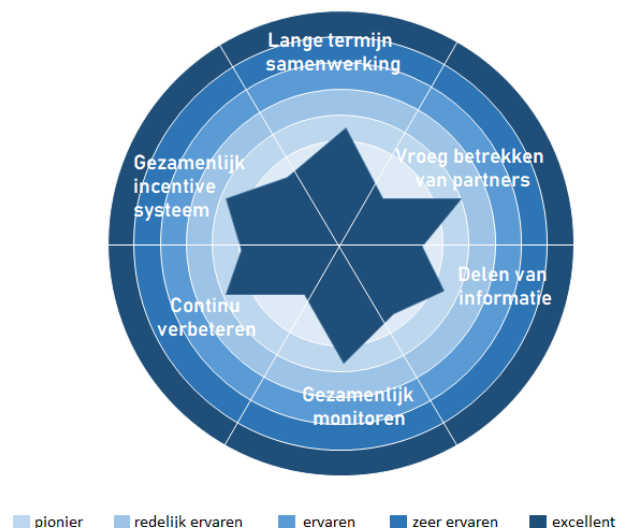 Lange termijn
samenwerking
Vroeg betrekken
van partners
Gezamenlijk
incentive
systeem
Delen van
informatie
Continu
verbeteren
Gezamenlijk
monitoren
pionier redelijk ervaren ervaren zeer ervaren excellent